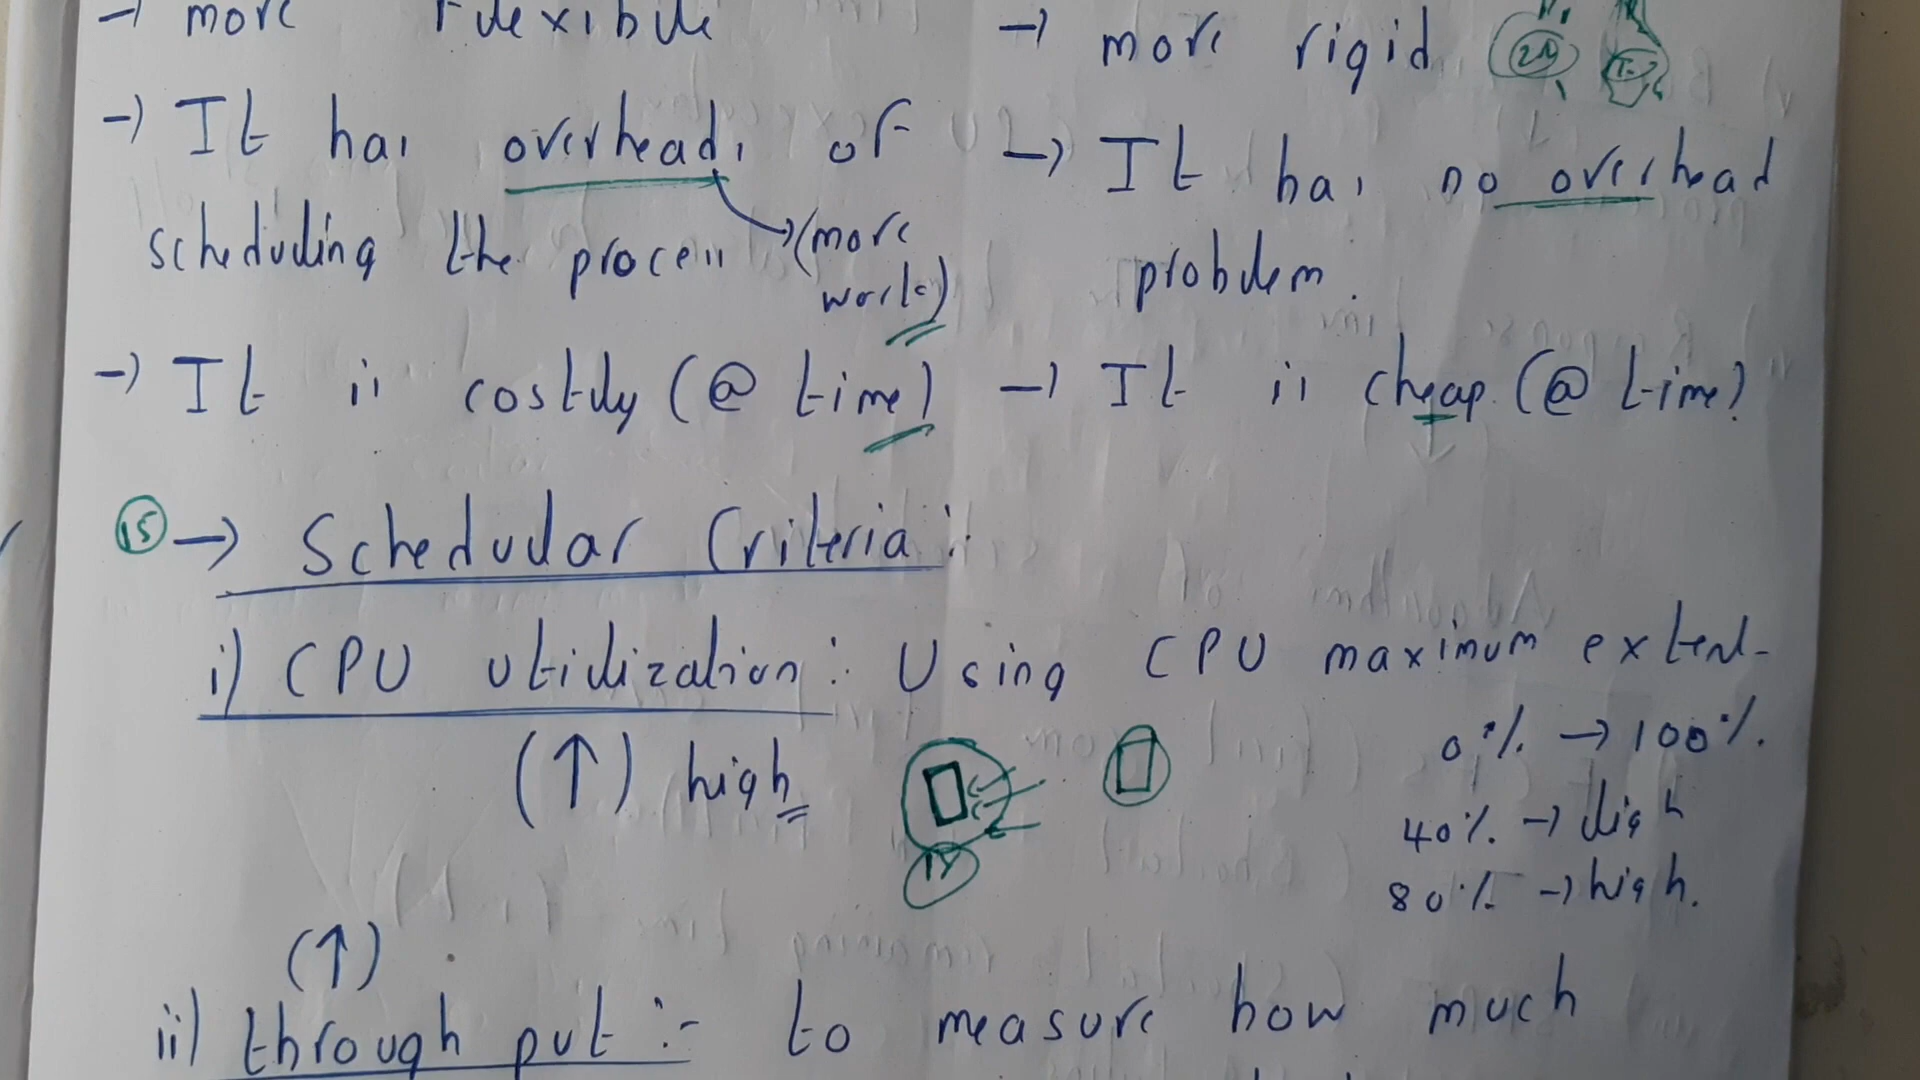 → more flexible
→ It has overheads of
scheduling the process → (more
work)
→ It is costly (@ time)
→ more rigid
→ It has no overhead
problem.
→ It is cheap (@ time)
15 → Schedular Criteria :
i) CPU utilization : Using CPU maximum extent
(↑) high
0% → 100%.
40% → ligh
80% → high.
(↑)
ii) through put :- to measure how much